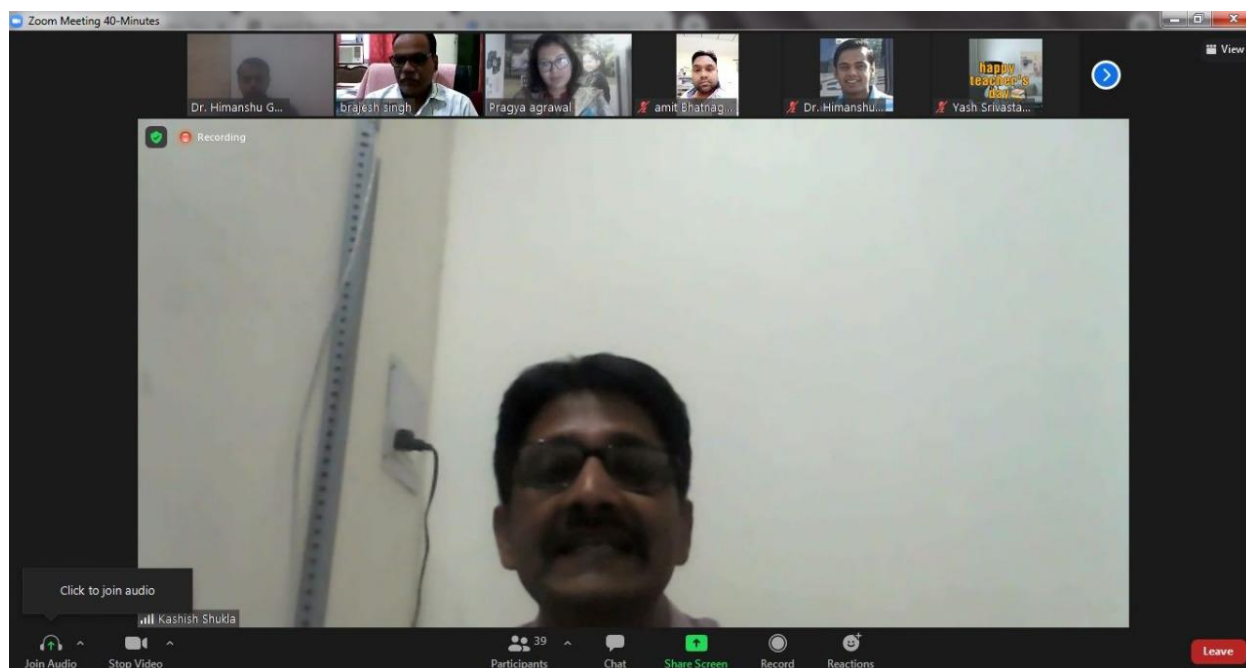 Zoom Meeting 40-Minutes
View
Dr. Himanshu G...
brajesh singh
Pragya agrawal
amit Bhatnag...
Dr. Himanshu...
happy
teacher's
day
Yash Srivasta...
Recording
Click to join audio
Kashish Shukla
Join Audio
Stop Video
39
Participants
Chat
Share Screen
Record
Reactions
Leave